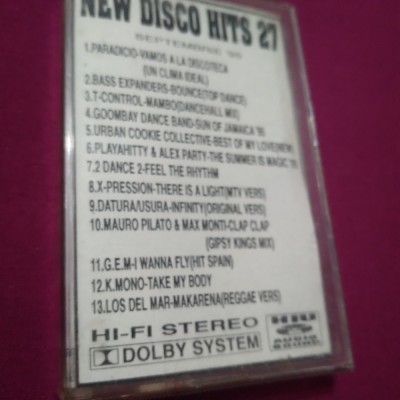 NEW DISCO HITS 27
SEPTEMBRE '95
1.PARADICIO-VAMOS A LA DISCOTECA
(UN CLIMA IDEAL)
2.BASS EXPANDERS-BOUNCE(TOP DANCE)
3.T-CONTROL-MAMBO(DANCEHALL MIX)
4.GOOMBAY DANCE BAND-SUN OF JAMAICA '95
5.URBAN COOKIE COLLECTIVE-BEST OF MY LOVE(NEW)
6.PLAYAHITTY & ALEX PARTY-THE SUMMER IS MAGIC '95
7.2 DANCE 2-FEEL THE RHYTHM
8.X-PRESSION-THERE IS A LIGHT(MTV VERS)
9.DATURA/USURA-INFINITY(ORIGINAL VERS)
10.MAURO PILATO & MAX MONTI-CLAP CLAP
(GIPSY KINGS MIX)
11.G.E.M-I WANNA FLY(HIT SPAIN)
12.K.MONO-TAKE MY BODY
13.LOS DEL MAR-MAKARENA(REGGAE VERS)
HI-FI STEREO
DOLBY SYSTEM
AUDIO